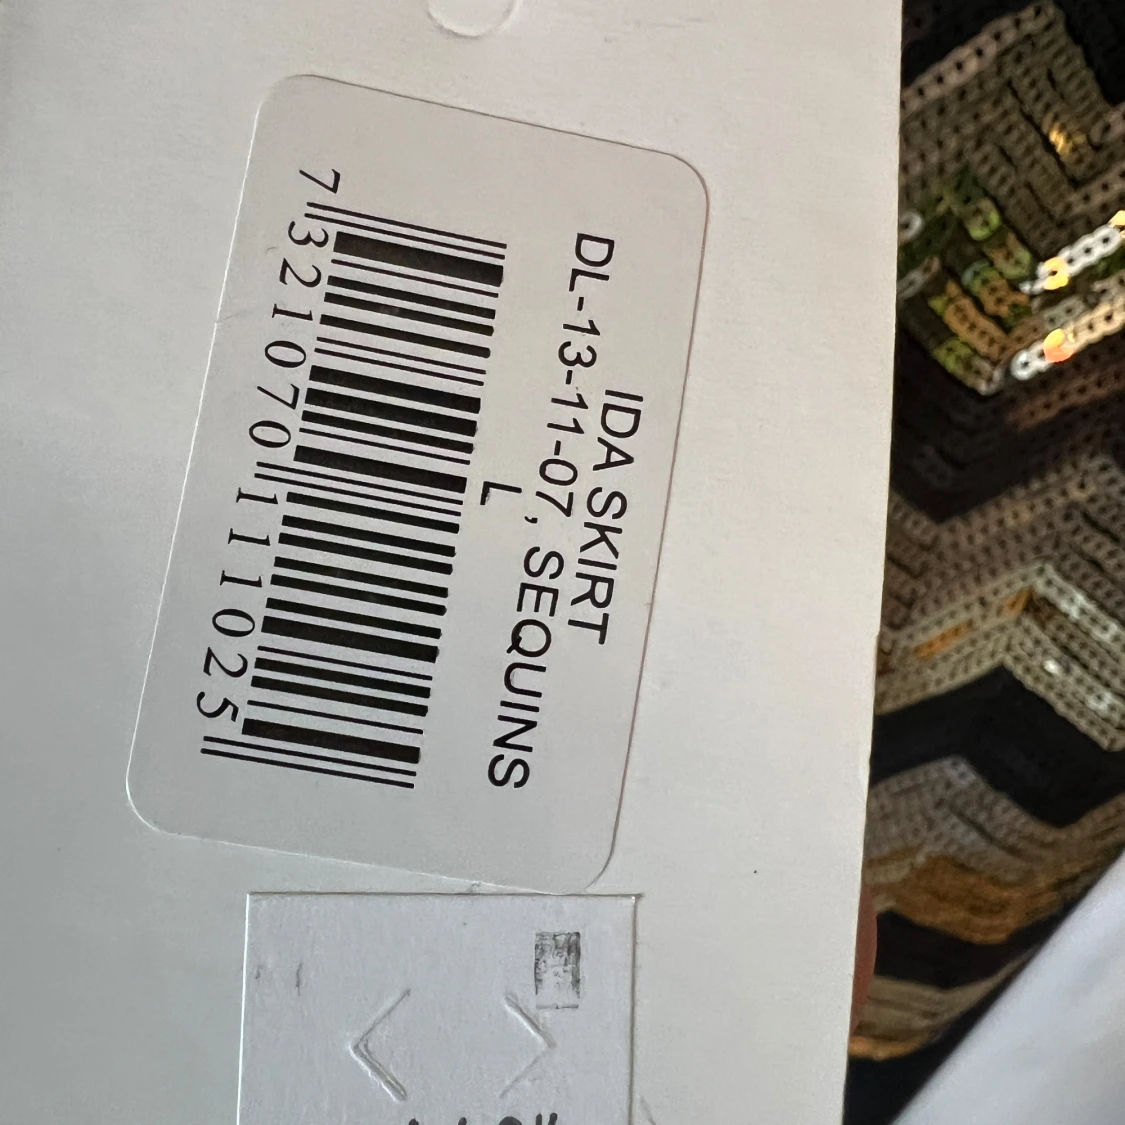 IDA SKIRT
DL-13-11-07, SEQUINS
L
7 321070 111025